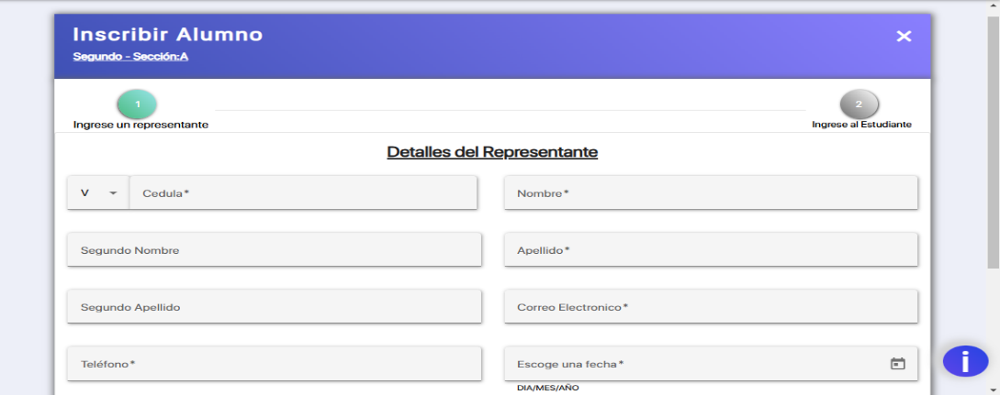 Inscribir Alumno
Segundo - Sección:A
1
2
Ingrese un representante
Ingrese al Estudiante
Detalles del Representante
V
Cedula*
Nombre*
Segundo Nombre
Apellido*
Segundo Apellido
Correo Electronico*
Teléfono*
Escoge una fecha*
DIA/MES/AÑO
i